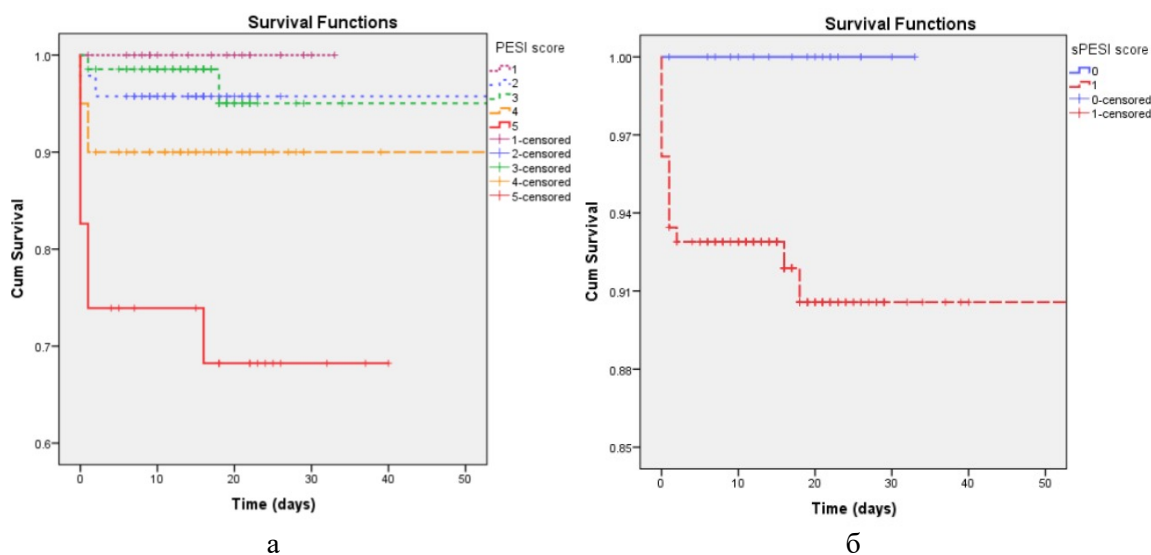 Survival Functions
PESI score
1
2
3
4
5
1-censored
2-censored
3-censored
4-censored
5-censored
1.0
0.9
0.8
0.7
0.6
Cum Survival
0 10 20 30 40 50
Time (days)
а
Survival Functions
sPESI score
0
1
0-censored
1-censored
1.00
0.97
0.94
0.91
0.88
0.85
Cum Survival
0 10 20 30 40 50
Time (days)
б